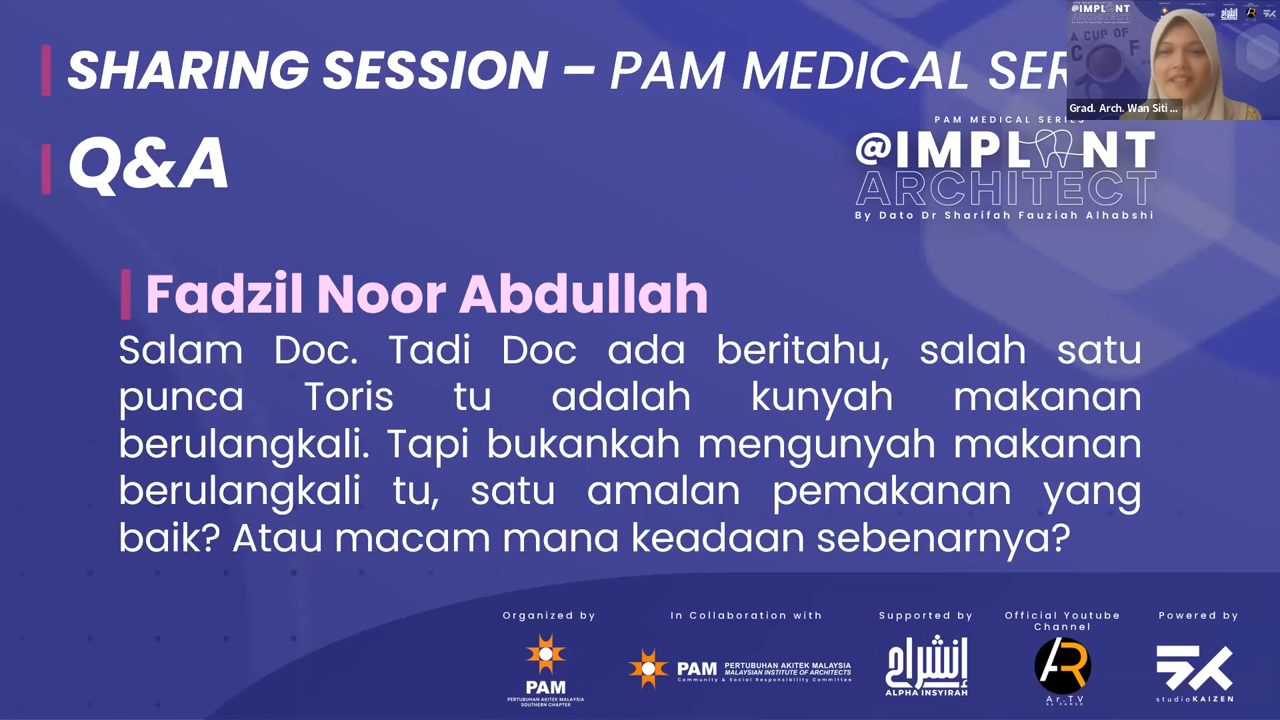 SHARING SESSION – PAM MEDICAL SER
@IMPLANT
Grad. Arch. Wan Siti ...
Q&A
PAM MEDICAL SERIES
@IMPLANT
ARCHITECT
By Dato Dr Sharifah Fauziah Alhabshi
Fadzil Noor Abdullah
Salam Doc. Tadi Doc ada beritahu, salah satu
punca Toris tu adalah kunyah makanan
berulangkali. Tapi bukankah mengunyah makanan
berulangkali tu, satu amalan pemakanan yang
baik? Atau macam mana keadaan sebenarnya?
Organized by
PAM
PERTUBUHAN AKITEK MALAYSIA
SOUTHERN CHAPTER
In Collaboration with
PAM
PERTUBUHAN AKITEK MALAYSIA
MALAYSIAN INSTITUTE OF ARCHITECTS
Community & Social Responsibility Committee
Supported by
إنشراح
ALPHA INSYIRAH
Official Youtube
Channel
AR
Ar.TV
Powered by
studioKAIZEN